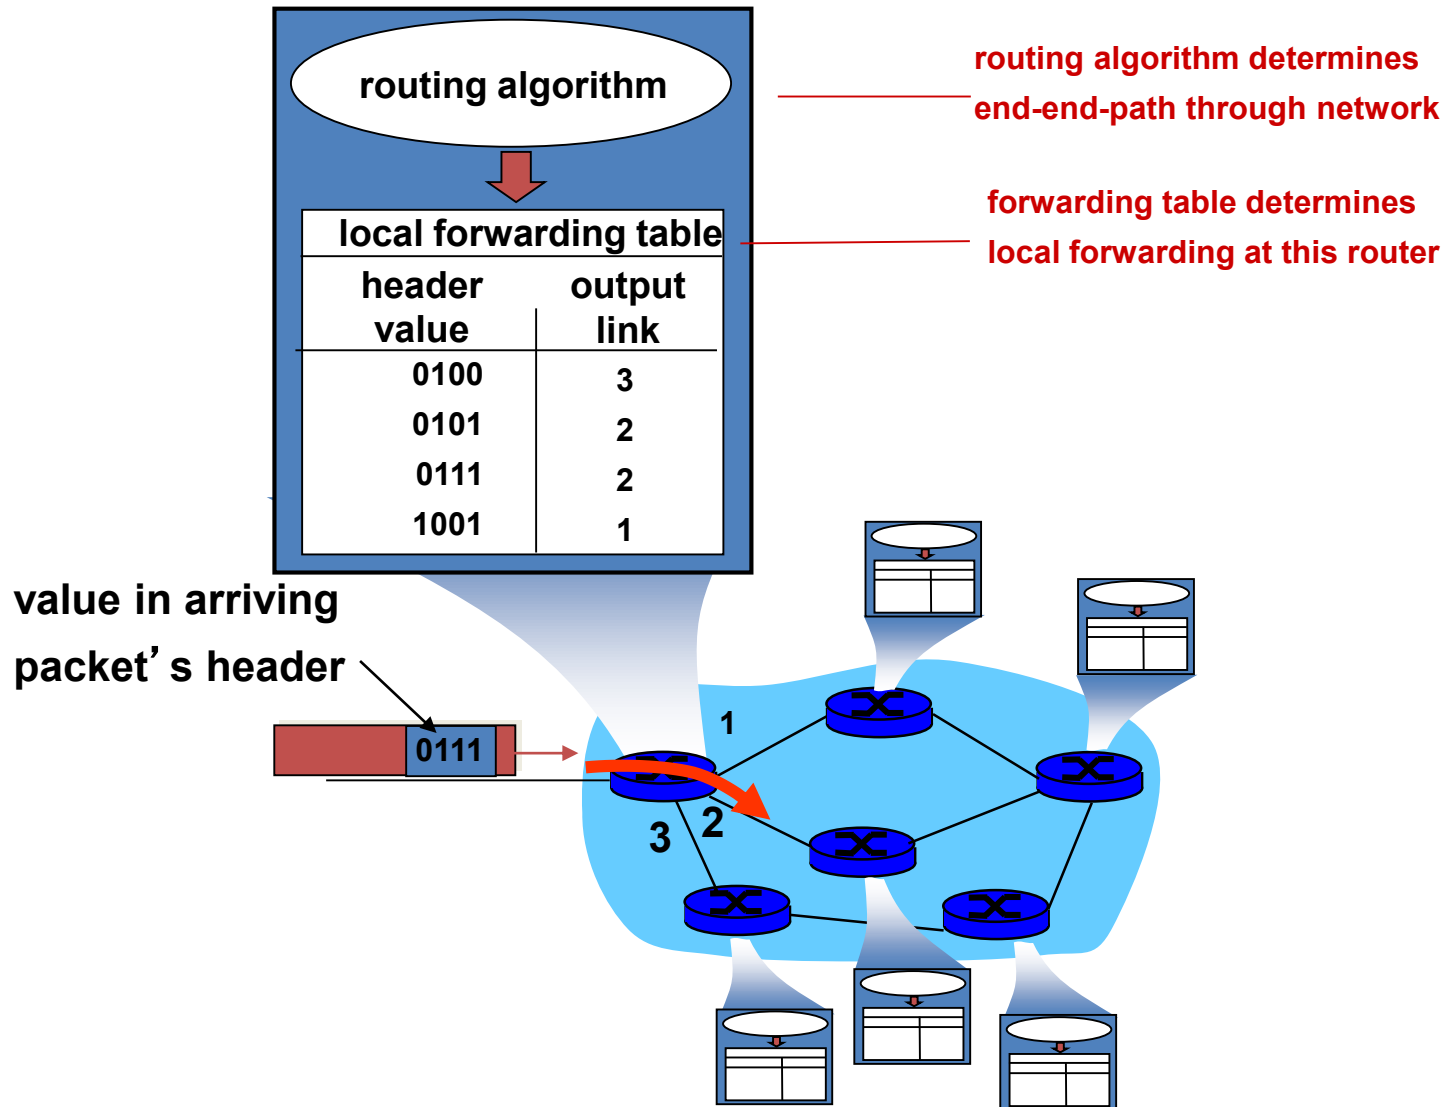 routing algorithm
routing algorithm determines
end-end-path through network
forwarding table determines
local forwarding at this router
local forwarding table
header value output link
0100 3
0101 2
0111 2
1001 1
value in arriving
packet’s header
0111
1
2
3